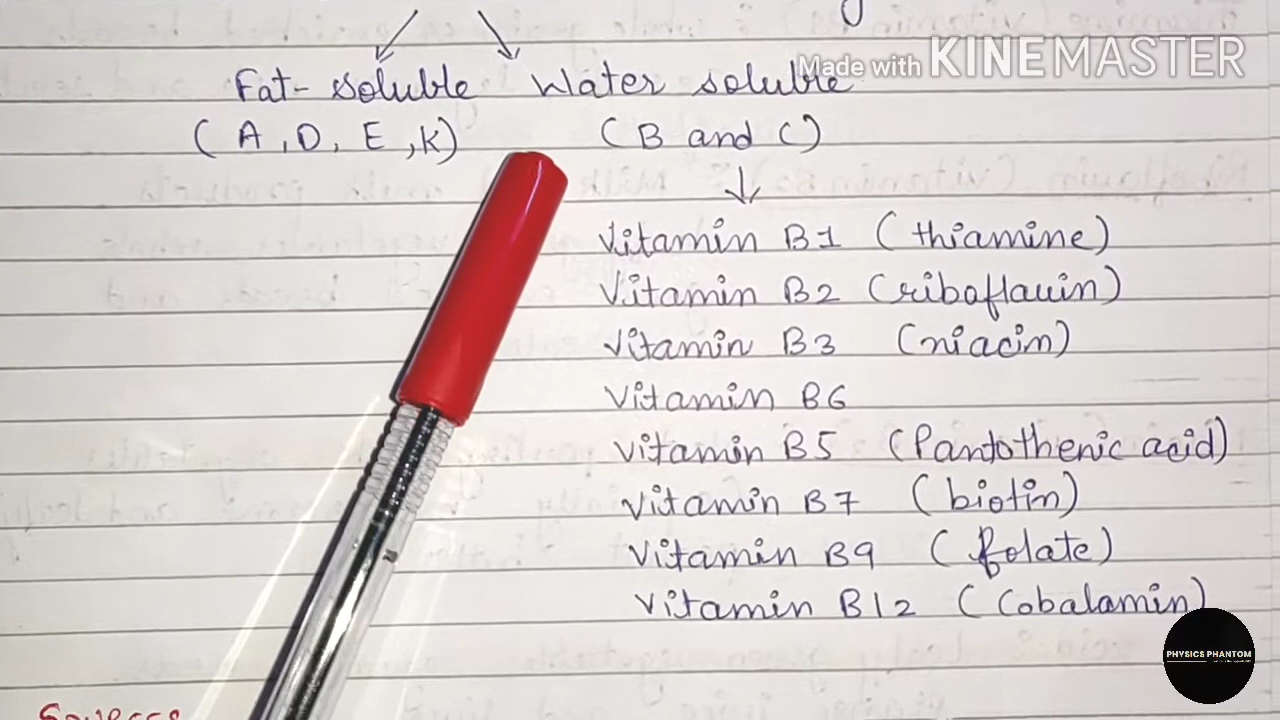 Made with KINEMASTER
Fat-soluble Water soluble
(A, D, E, K) (B and C)
Vitamin B1 (thiamine)
Vitamin B2 (riboflavin)
Vitamin B3 (niacin)
Vitamin B6
Vitamin B5 (Pantothenic acid)
Vitamin B7 (biotin)
Vitamin B9 (folate)
Vitamin B12 (Cobalamin)
PHYSICS PHANTOM